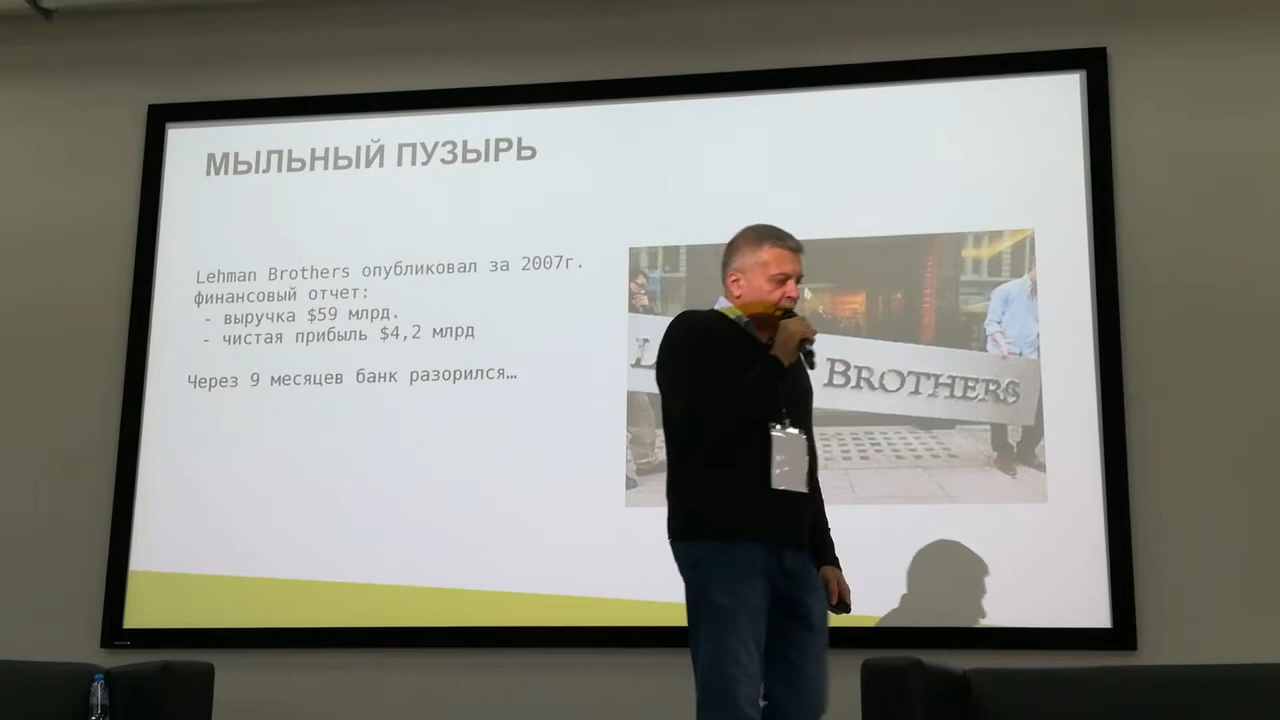 МЫЛЬНЫЙ ПУЗЫРЬ
Lehman Brothers опубликовал за 2007г.
финансовый отчет:
- выручка $59 млрд.
- чистая прибыль $4,2 млрд
Через 9 месяцев банк разорился…
BROTHERS